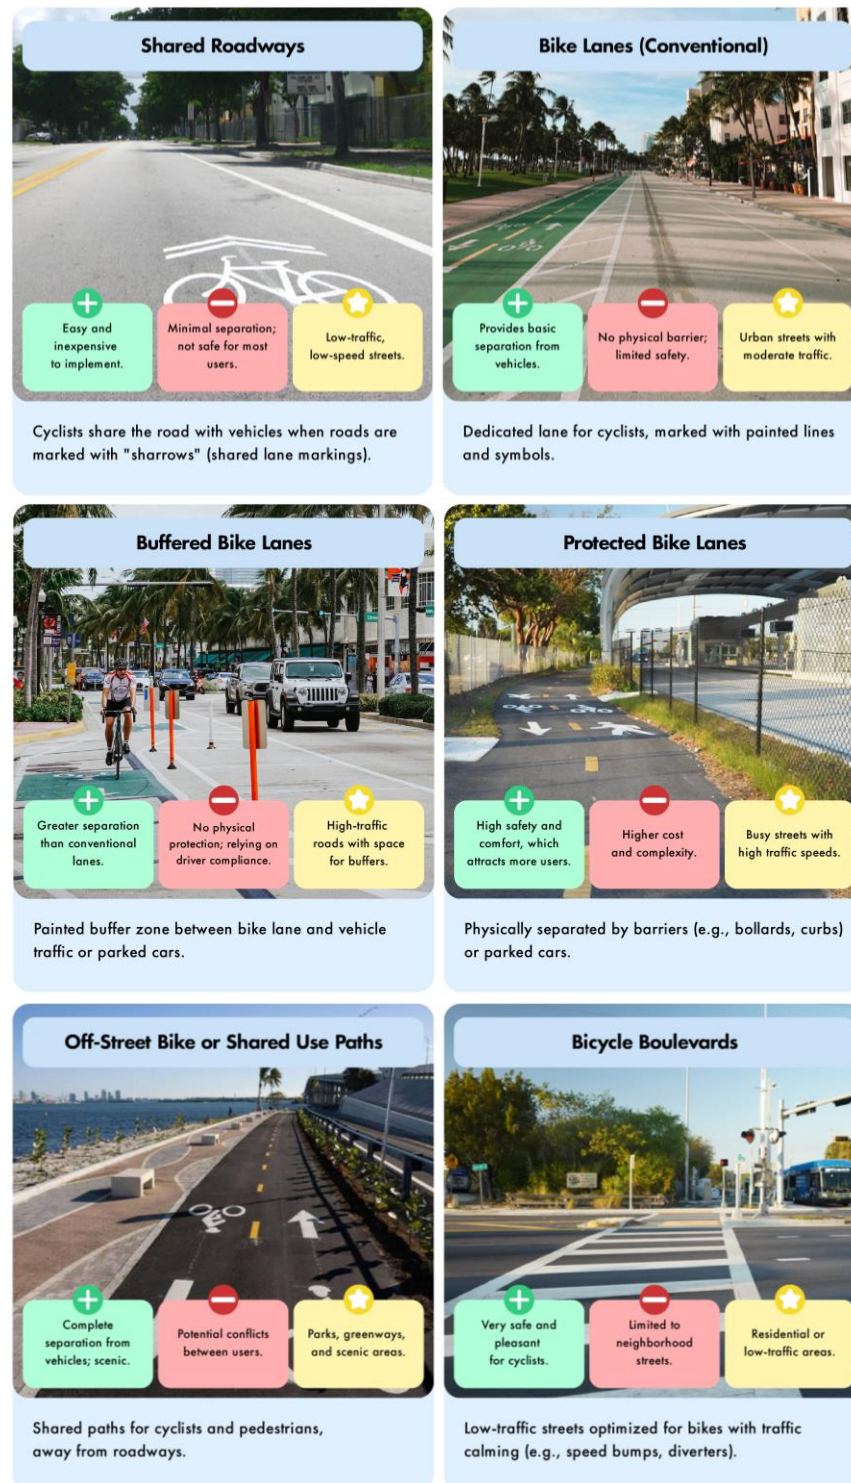 Shared Roadways
Easy and
inexpensive
to implement.
Minimal separation;
not safe for most
users.
Low-traffic,
low-speed streets.
Cyclists share the road with vehicles when roads are
marked with "sharrows" (shared lane markings).
Bike Lanes (Conventional)
Provides basic
separation from
vehicles.
No physical barrier;
limited safety.
Urban streets with
moderate traffic.
Dedicated lane for cyclists, marked with painted lines
and symbols.
Buffered Bike Lanes
Greater separation
than conventional
lanes.
No physical
protection; relying on
driver compliance.
High-traffic
roads with space
for buffers.
Painted buffer zone between bike lane and vehicle
traffic or parked cars.
Protected Bike Lanes
High safety and
comfort, which
attracts more users.
Higher cost
and complexity.
Busy streets with
high traffic speeds.
Physically separated by barriers (e.g., bollards, curbs)
or parked cars.
Off-Street Bike or Shared Use Paths
Complete
separation from
vehicles; scenic.
Potential conflicts
between users.
Parks, greenways,
and scenic areas.
Shared paths for cyclists and pedestrians,
away from roadways.
Bicycle Boulevards
Very safe and
pleasant
for cyclists.
Limited to
neighborhood
streets.
Residential or
low-traffic areas.
Low-traffic streets optimized for bikes with traffic
calming (e.g., speed bumps, diverters).